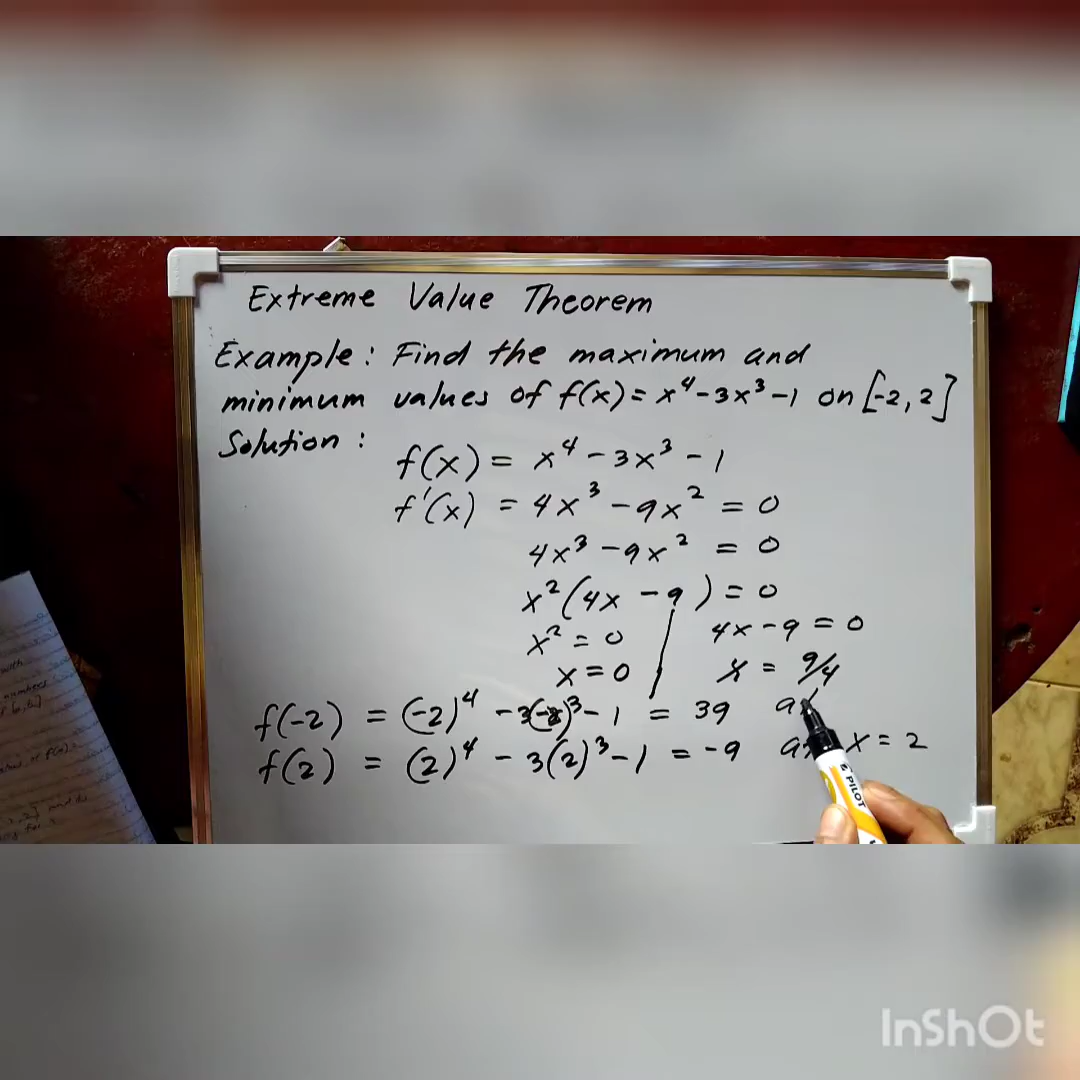 Extreme Value Theorem
Example: Find the maximum and
minimum values of f(x) = x⁴ - 3x³ - 1 on [-2, 2]
Solution:
f(x) = x⁴ - 3x³ - 1
f'(x) = 4x³ - 9x² = 0
4x³ - 9x² = 0
x²(4x - 9) = 0
x² = 0
4x - 9 = 0
x = 0
x = 9/4
f(-2) = (-2)⁴ - 3(-2)³ - 1 = 39
f(2) = (2)⁴ - 3(2)³ - 1 = -9 x = 2
PILOT
with
numbers
InShOt